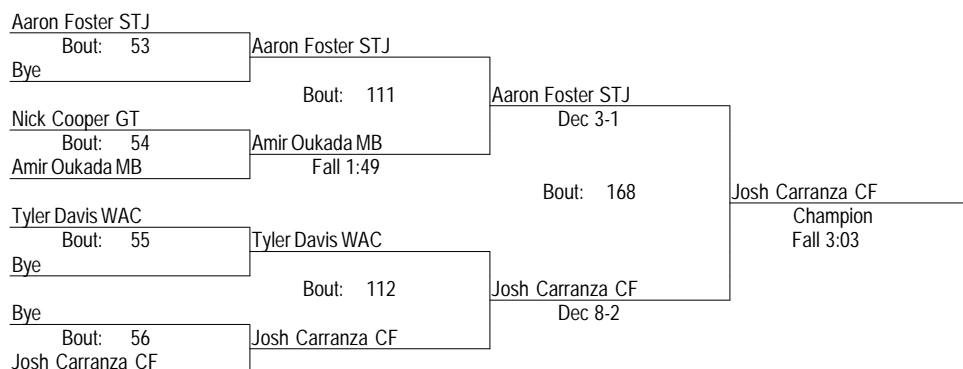 Aaron Foster STJ
Bout: 53
Aaron Foster STJ
Bye
Bout: 111
Aaron Foster STJ
Dec 3-1
Nick Cooper GT
Bout: 54
Amir Oukada MB
Amir Oukada MB
Fall 1:49
Bout: 168
Josh Carranza CF
Champion
Fall 3:03
Tyler Davis WAC
Bout: 55
Tyler Davis WAC
Bye
Bout: 112
Josh Carranza CF
Dec 8-2
Bye
Bout: 56
Josh Carranza CF
Josh Carranza CF